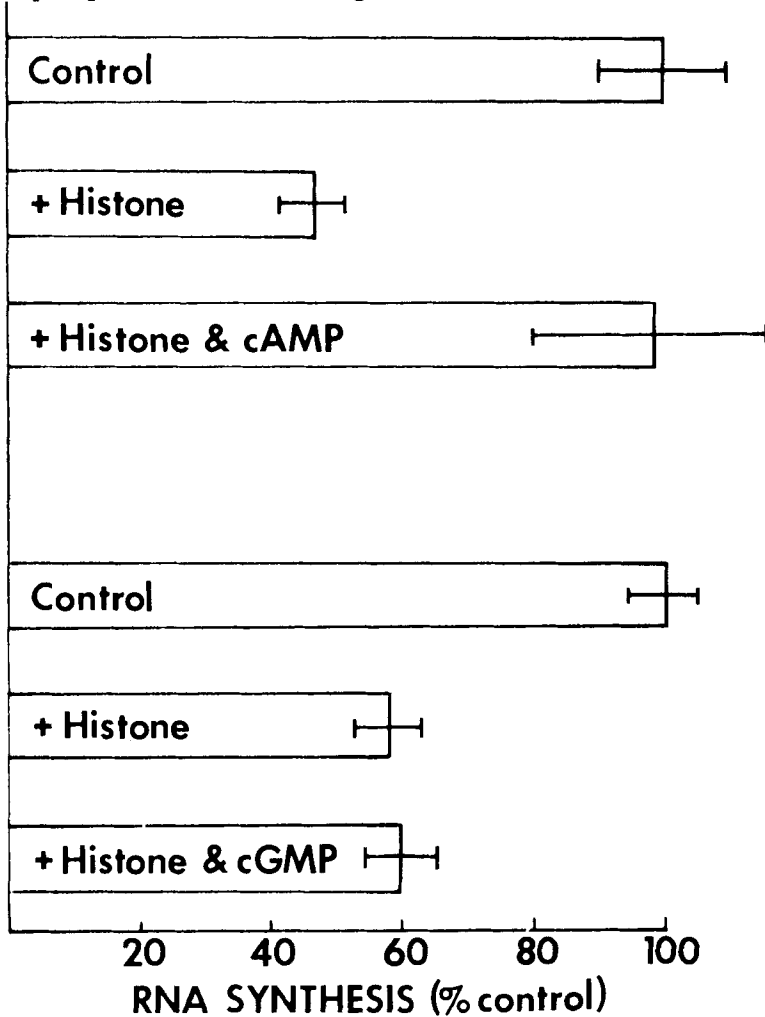 Control
+ Histone
+ Histone & cAMP
Control
+ Histone
+ Histone & cGMP
20 40 60 80 100
RNA SYNTHESIS (% control)